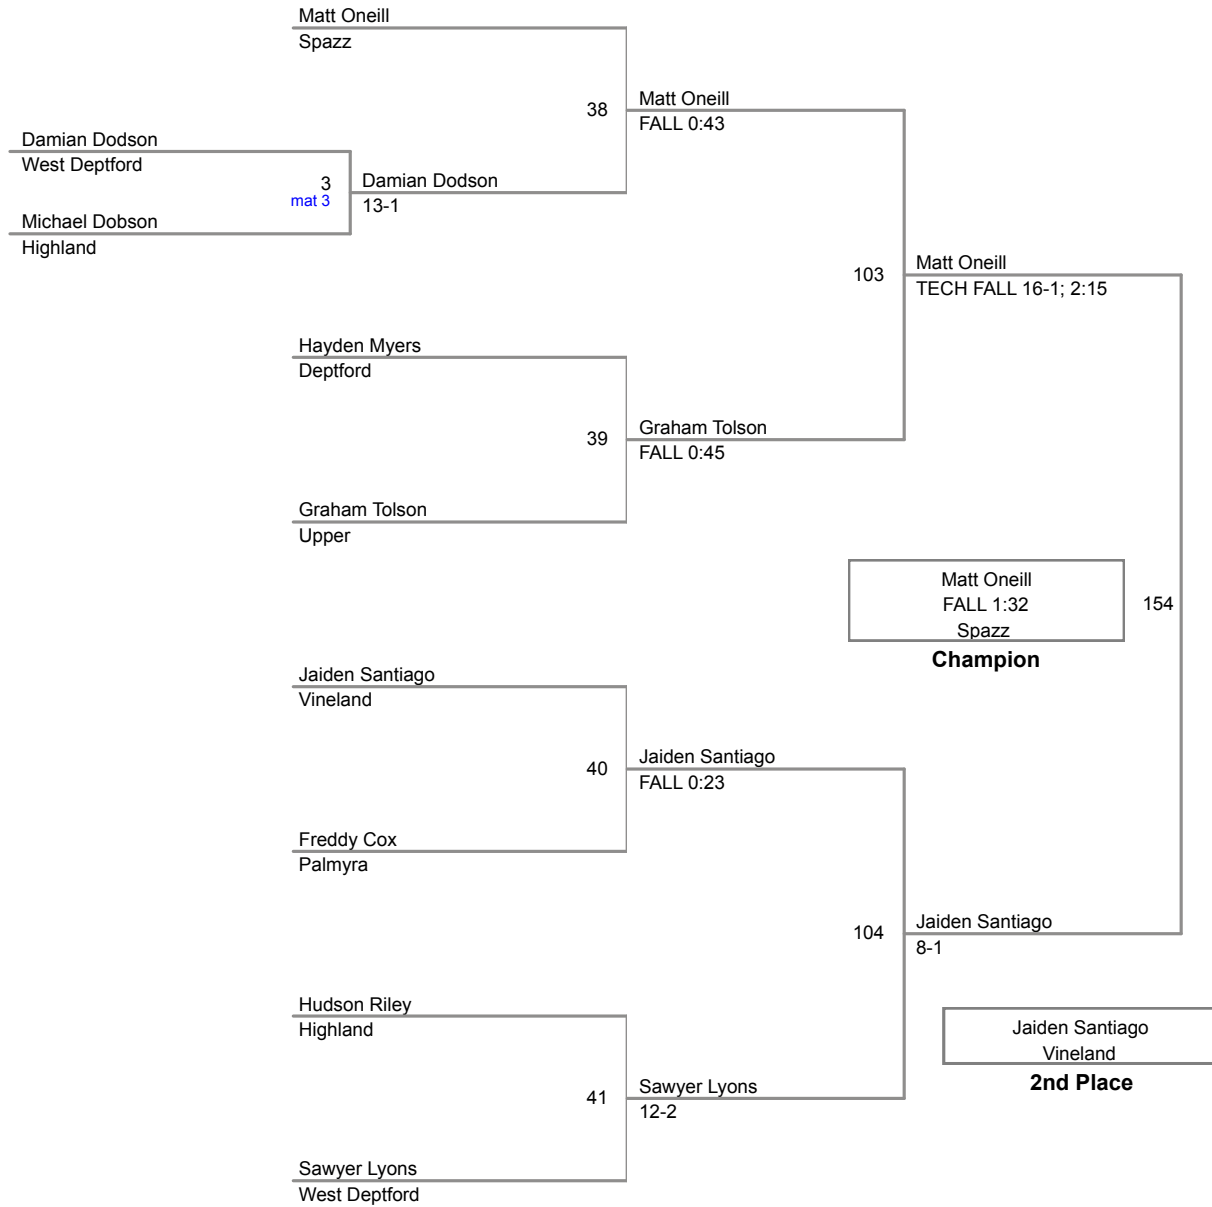 Matt Oneill
Spazz
38
Matt Oneill
FALL 0:43
Damian Dodson
West Deptford
3
mat 3
Damian Dodson
13-1
Michael Dobson
Highland
103
Matt Oneill
TECH FALL 16-1; 2:15
Hayden Myers
Deptford
39
Graham Tolson
FALL 0:45
Graham Tolson
Upper
Matt Oneill
FALL 1:32
Spazz
Champion
154
Jaiden Santiago
Vineland
40
Jaiden Santiago
FALL 0:23
Freddy Cox
Palmyra
104
Jaiden Santiago
8-1
Hudson Riley
Highland
Jaiden Santiago
Vineland
2nd Place
41
Sawyer Lyons
12-2
Sawyer Lyons
West Deptford